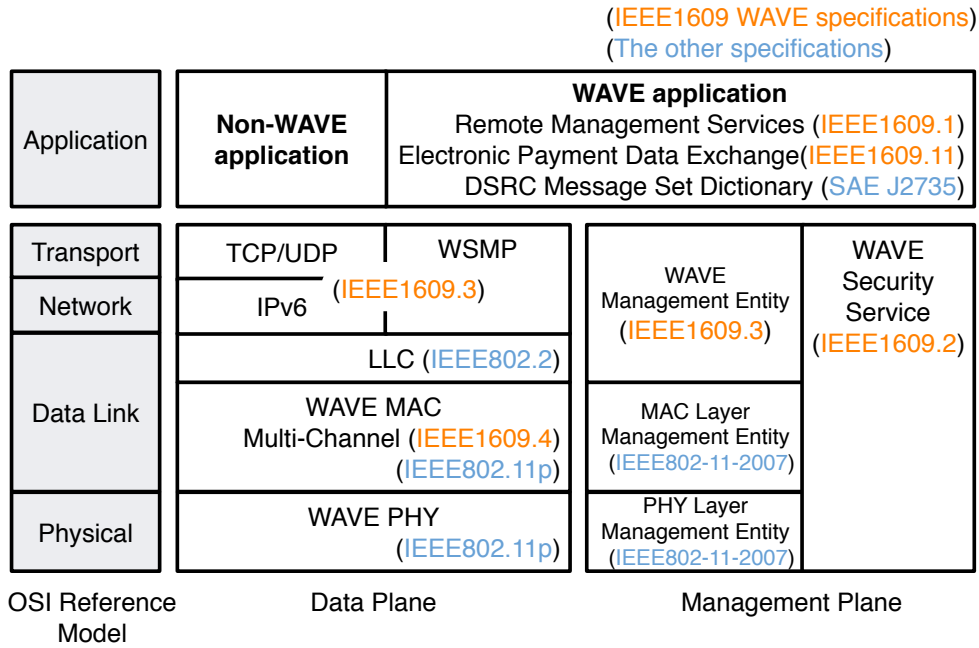 (IEEE1609 WAVE specifications)
(The other specifications)
Application
Non-WAVE
application
WAVE application
Remote Management Services (IEEE1609.1)
Electronic Payment Data Exchange(IEEE1609.11)
DSRC Message Set Dictionary (SAE J2735)
Transport
Network
Data Link
Physical
TCP/UDP
WSMP
(IEEE1609.3)
IPv6
LLC (IEEE802.2)
WAVE MAC
Multi-Channel (IEEE1609.4)
(IEEE802.11p)
WAVE PHY
(IEEE802.11p)
WAVE
Management Entity
(IEEE1609.3)
MAC Layer
Management Entity
(IEEE802-11-2007)
PHY Layer
Management Entity
(IEEE802-11-2007)
WAVE
Security
Service
(IEEE1609.2)
OSI Reference
Model
Data Plane
Management Plane